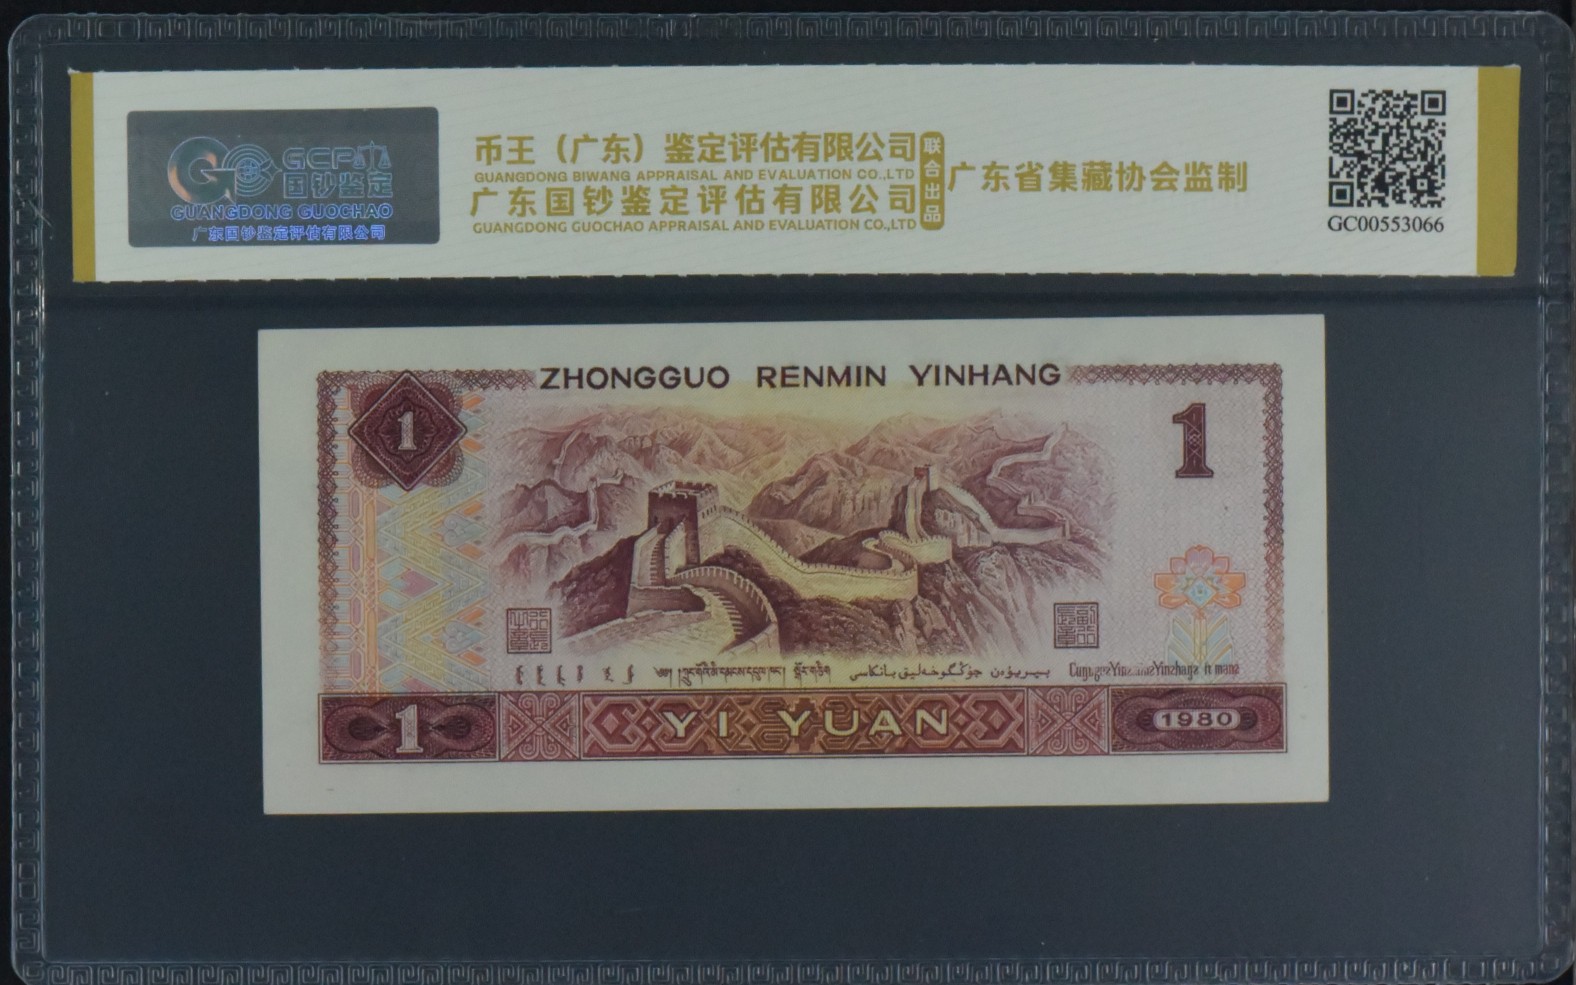 GCP
国钞鉴定
GUANGDONG GUOCHAO
广东国钞鉴定评估有限公司
币王（广东）鉴定评估有限公司
GUANGDONG BIWANG APPRAISAL AND EVALUATION CO.,LTD
广东国钞鉴定评估有限公司
GUANGDONG GUOCHAO APPRAISAL AND EVALUATION CO.,LTD
联合出品
广东省集藏协会监制
GC00553066
ZHONGGUO RENMIN YINHANG
1
1
1
YI YUAN
1980